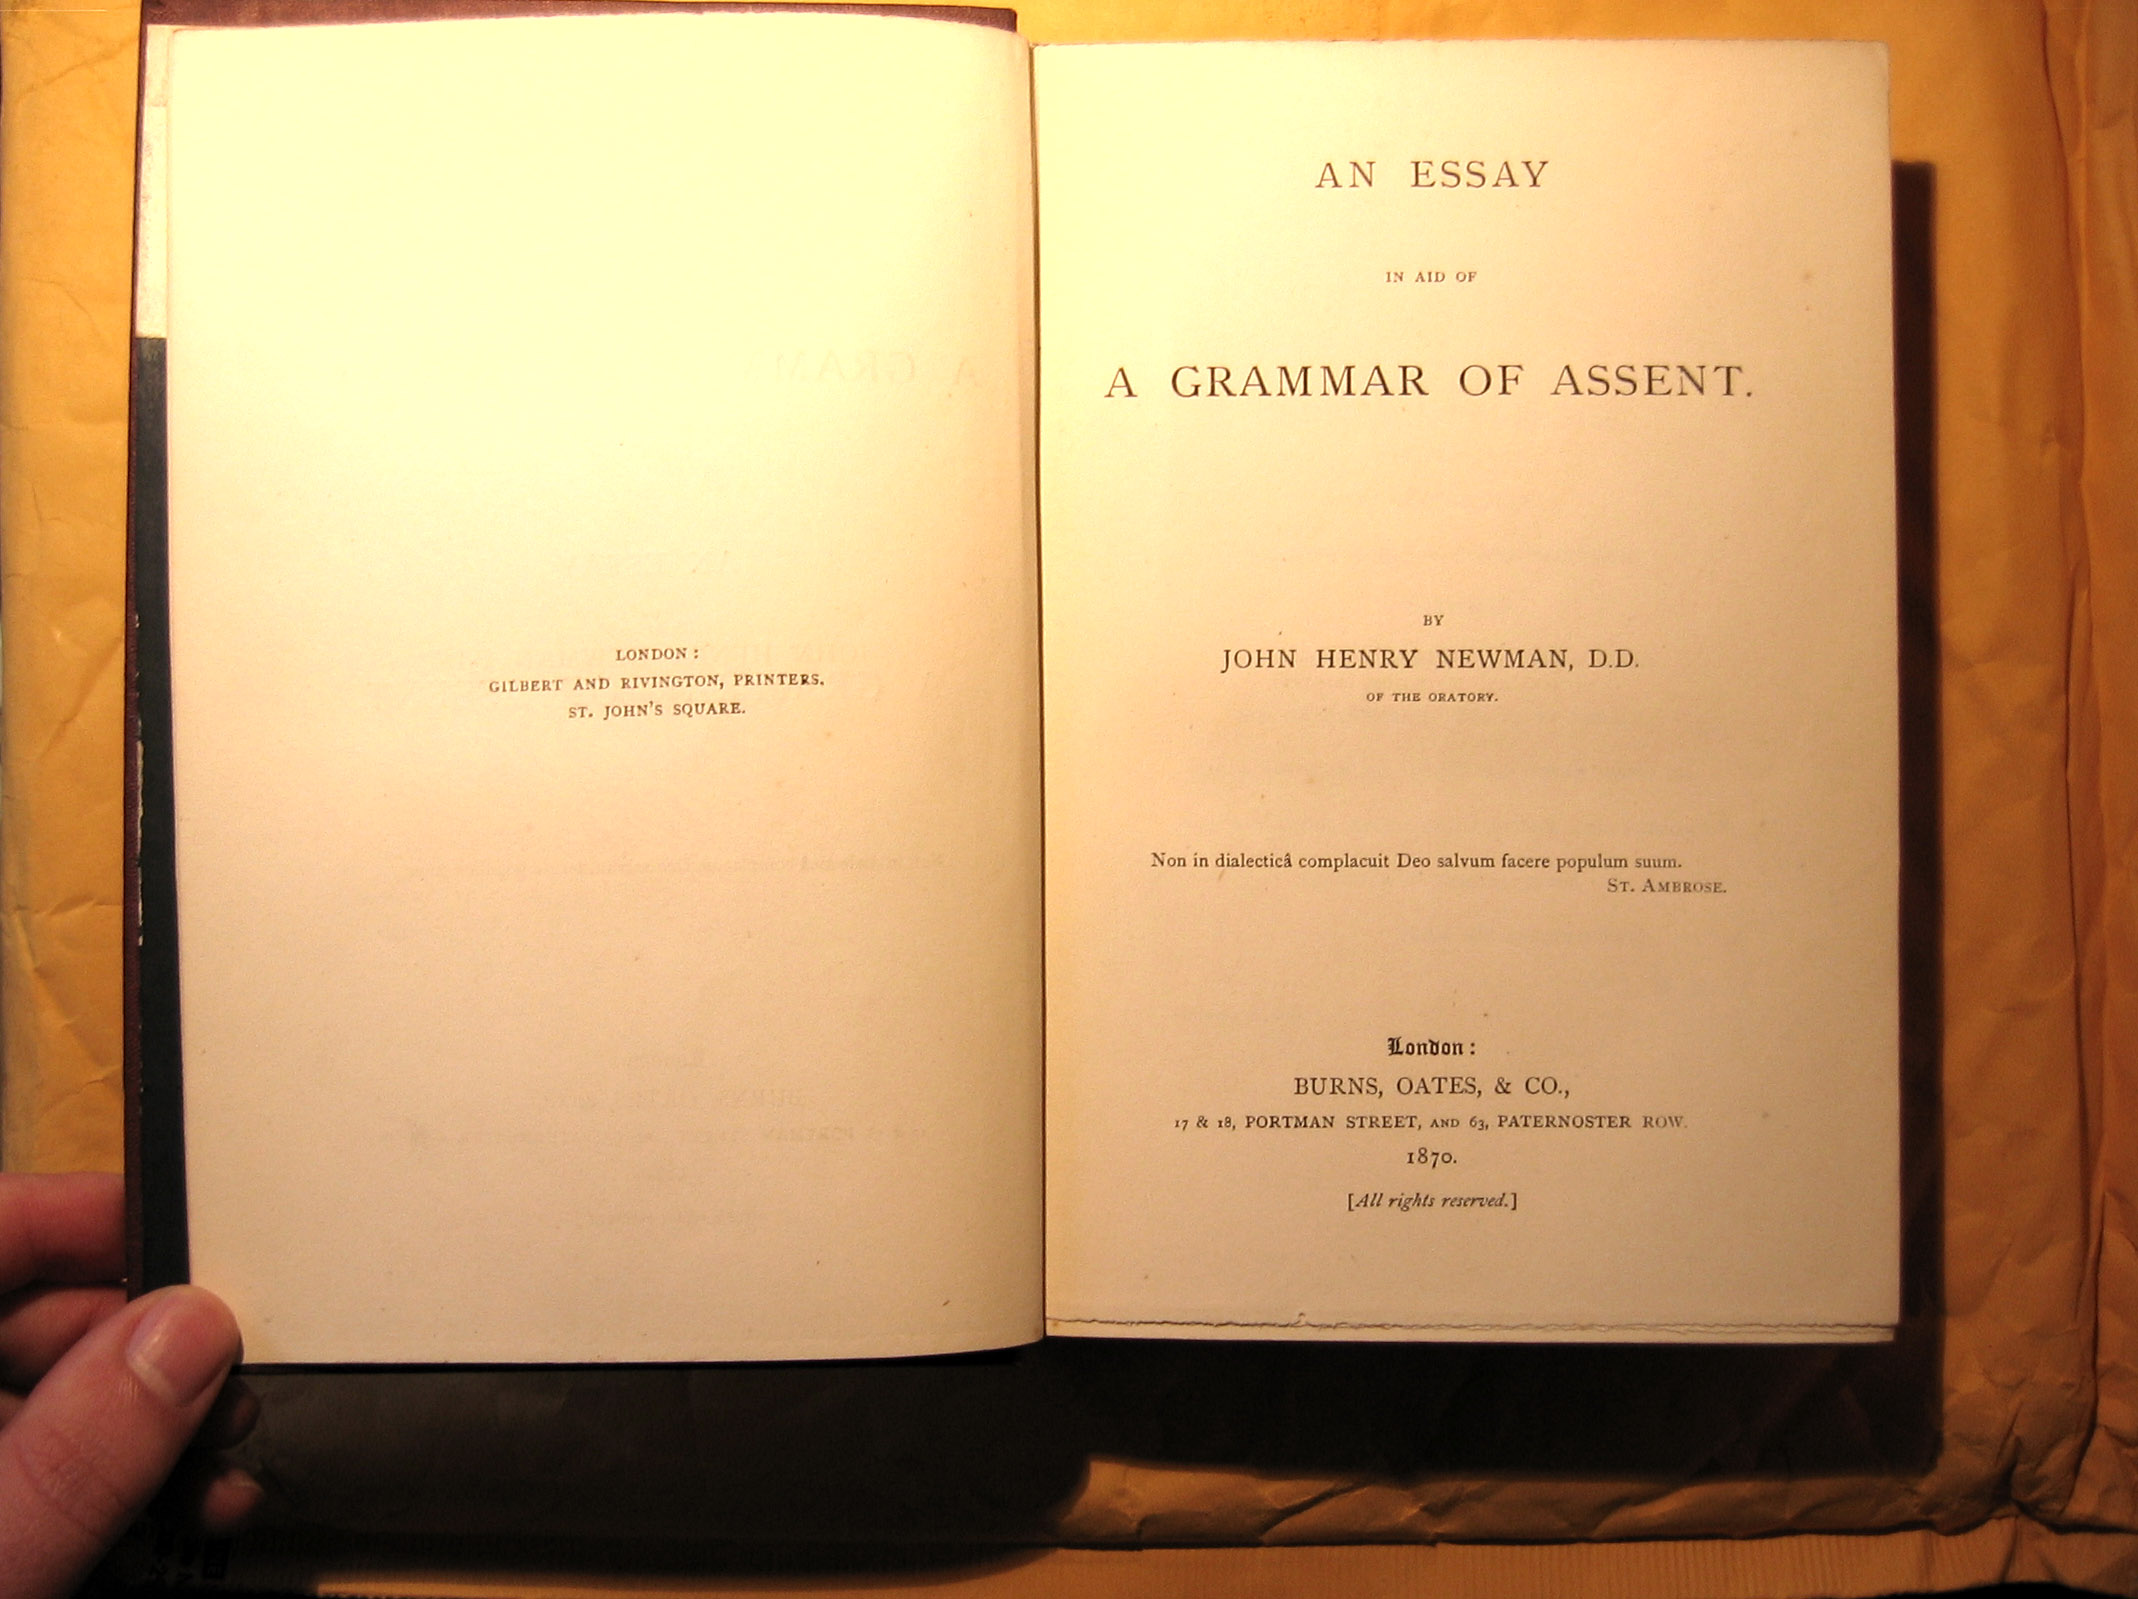 LONDON :
GILBERT AND RIVINGTON, PRINTERS,
ST. JOHN'S SQUARE.
AN ESSAY
IN AID OF
A GRAMMAR OF ASSENT.
BY
JOHN HENRY NEWMAN, D.D.
OF THE ORATORY.
Non in dialecticâ complacuit Deo salvum facere populum suum.
ST. AMBROSE.
London :
BURNS, OATES, & CO.,
17 & 18, PORTMAN STREET, AND 63, PATERNOSTER ROW.
1870.
[All rights reserved.]